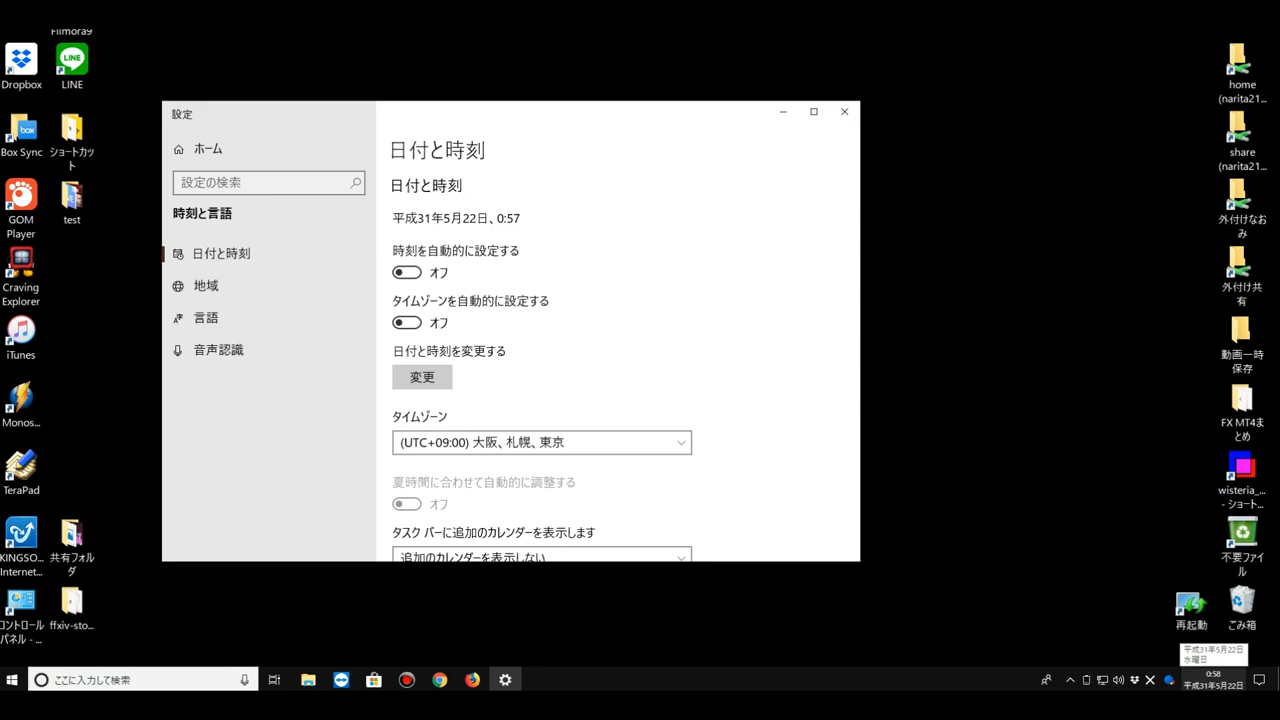 Filmora9
Dropbox
LINE
Box Sync
ショートカッ
ト
GOM
Player
test
Craving
Explorer
iTunes
Monos...
TeraPad
KINGSO...
Internet...
共有フォル
ダ
コントロール
パネル - ...
ffxiv-sto...
設定
ホーム
設定の検索
時刻と言語
日付と時刻
地域
言語
音声認識
日付と時刻
日付と時刻
平成31年5月22日、0:57
時刻を自動的に設定する
オフ
タイムゾーンを自動的に設定する
オフ
日付と時刻を変更する
変更
タイムゾーン
(UTC+09:00) 大阪、札幌、東京
夏時間に合わせて自動的に調整する
オフ
タスク バーに追加のカレンダーを表示します
追加のカレンダーを表示しない
home
(narita21...
share
(narita21...
外付けなお
み
外付け共
有
動画一時
保存
FX MT4ま
とめ
wisteria_...
- ショート...
不要ファイ
ル
再起動
ごみ箱
平成31年5月22日
水曜日
ここに入力して検索
0:58
平成31年5月22日